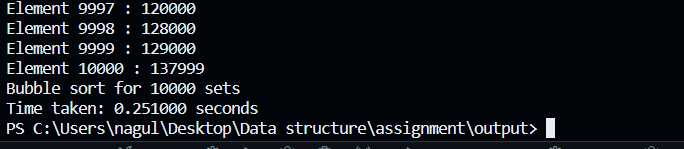 Element 9997 : 120000
Element 9998 : 128000
Element 9999 : 129000
Element 10000 : 137999
Bubble sort for 10000 sets
Time taken: 0.251000 seconds
PS C:\Users\nagul\Desktop\Data structure\assignment\output>